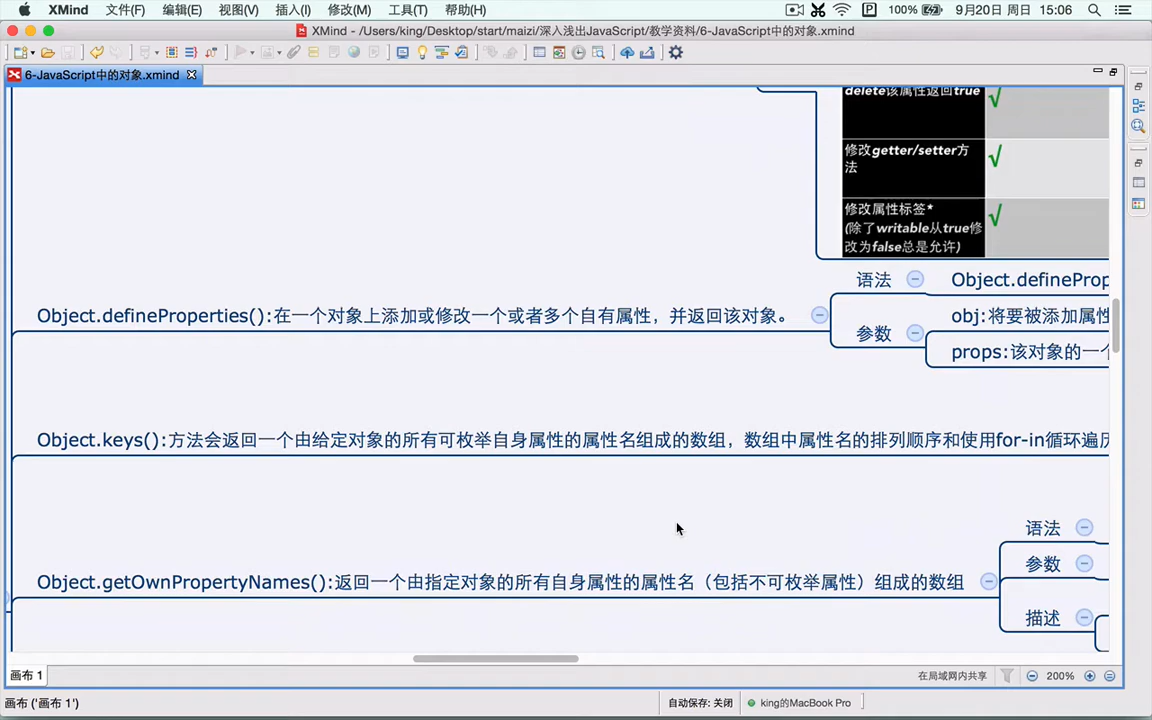 XMind 文件(F) 编辑(E) 视图(V) 插入(I) 修改(M) 工具(T) 帮助(H) 100% 9月20日 周日 15:06
XMind - /Users/king/Desktop/start/maizi/深入浅出JavaScript/教学资料/6-JavaScript中的对象.xmind
6-JavaScript中的对象.xmind
delete该属性返回true √
修改getter/setter方 √
法
修改属性标签* √
(除了writable从true修
改为false总是允许)
语法 Object.defineProp
Object.defineProperties():在一个对象上添加或修改一个或者多个自有属性，并返回该对象。
obj:将要被添加属性
参数
props:该对象的一个
Object.keys():方法会返回一个由给定对象的所有可枚举自身属性的属性名组成的数组，数组中属性名的排列顺序和使用for-in循环遍历
语法
参数
Object.getOwnPropertyNames():返回一个由指定对象的所有自身属性的属性名（包括不可枚举属性）组成的数组
描述
画布 1
在局域网内共享 200%
画布 ('画布 1') 自动保存: 关闭 king的MacBook Pro